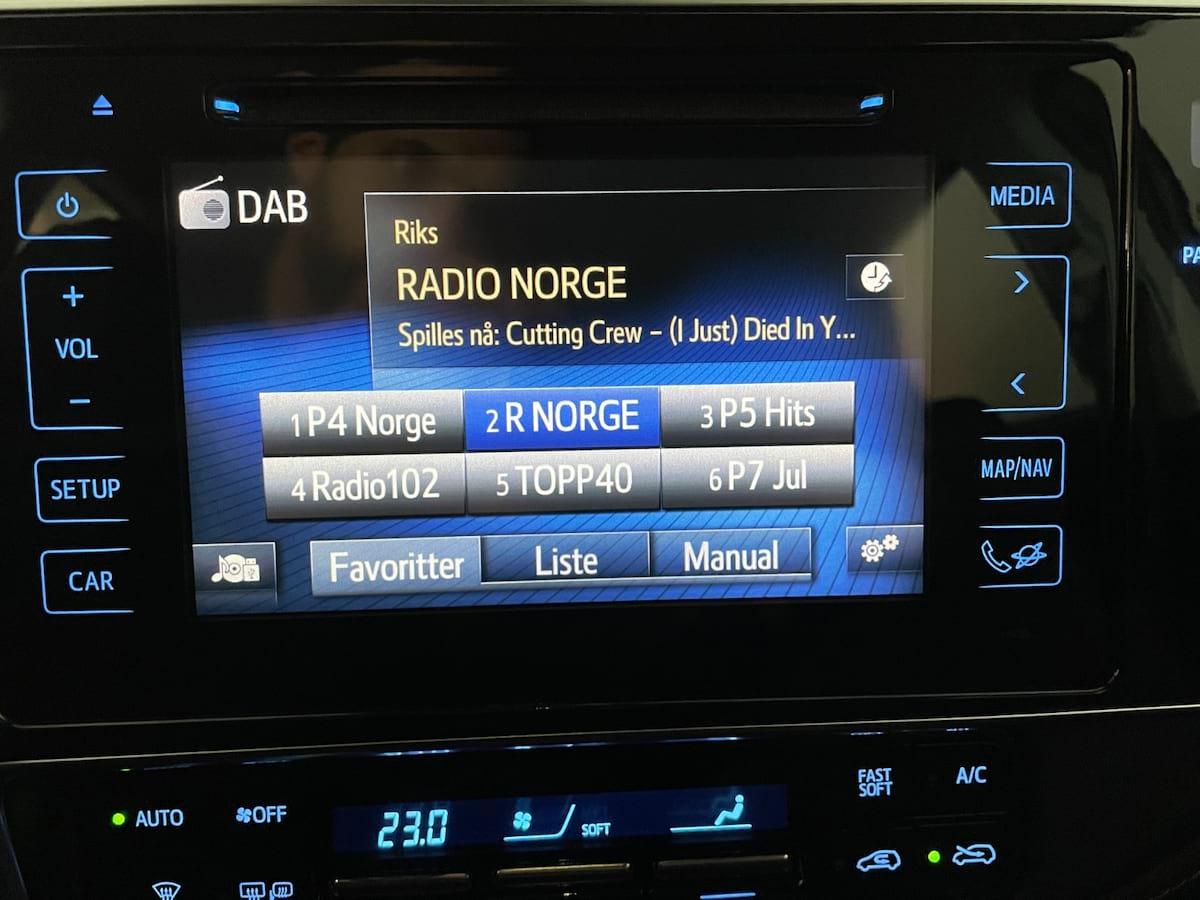 DAB
MEDIA
Riks
RADIO NORGE
Spilles nå: Cutting Crew – (I Just) Died In Y...
+
VOL
–
>
<
1 P4 Norge
2 R NORGE
3 P5 Hits
4 Radio102
5 TOPP40
6 P7 Jul
SETUP
MAP/NAV
Favoritter
Liste
Manual
CAR
PA
AUTO
OFF
23.0
SOFT
FAST
SOFT
A/C